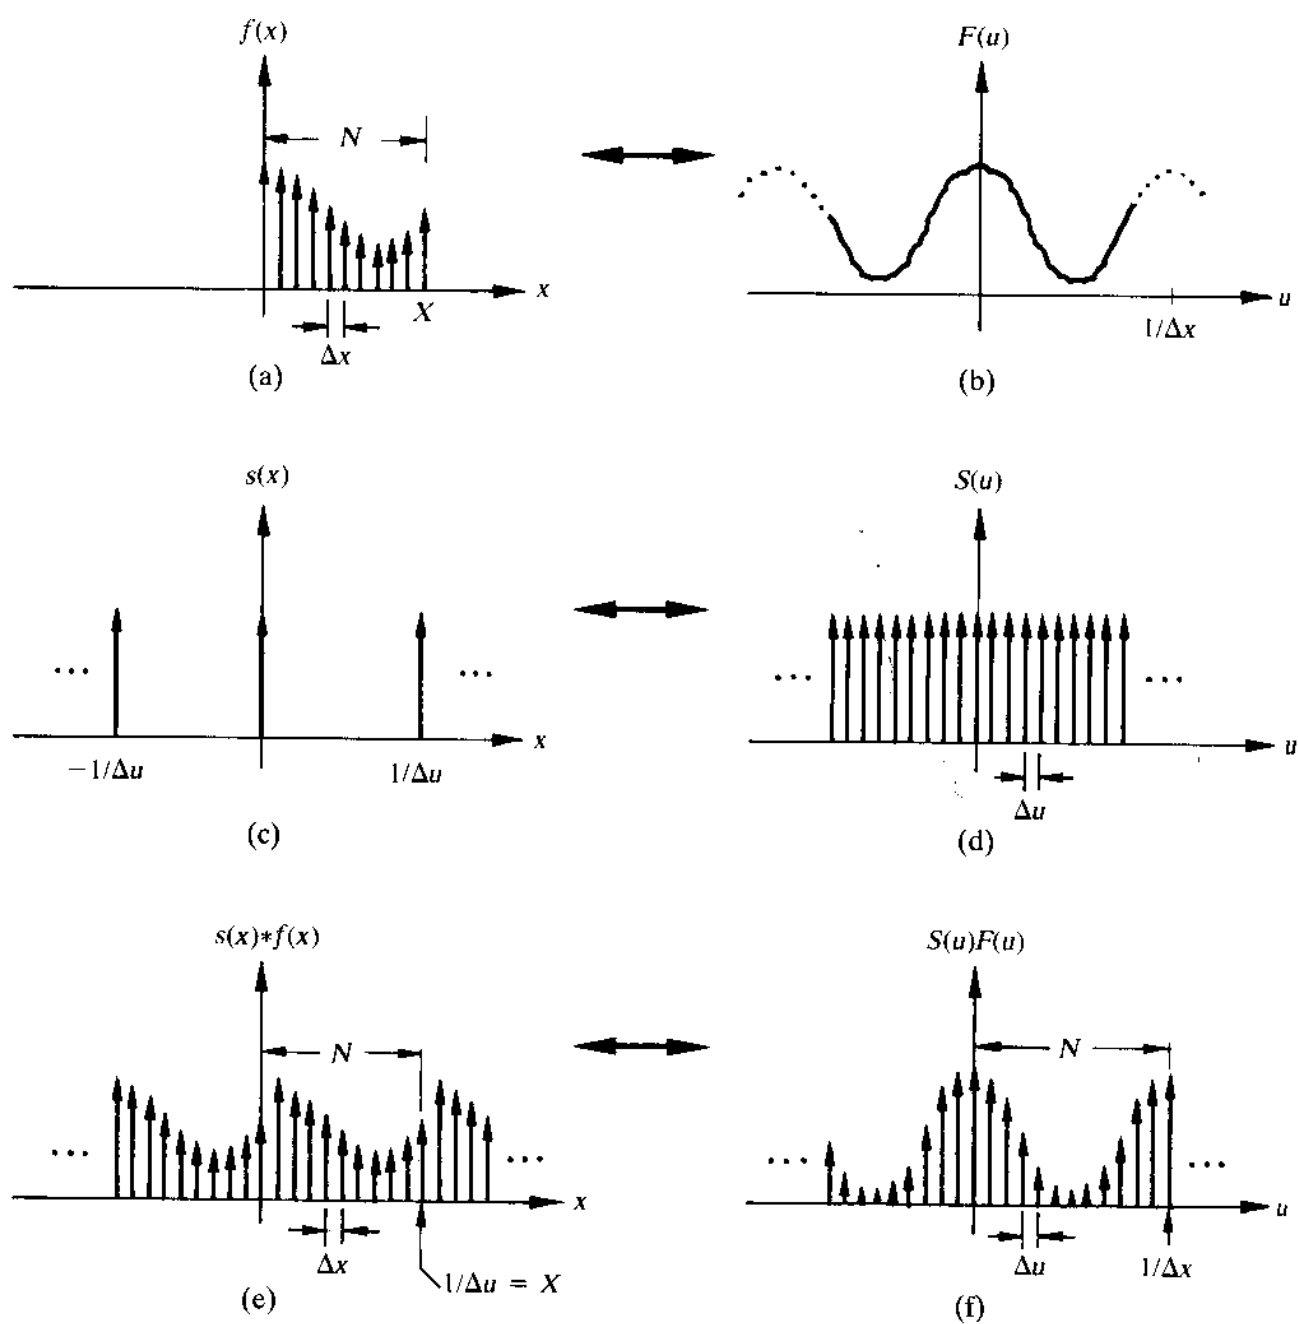 f(x)
F(u)
N
x
X
Δx
(a)
u
1/Δx
(b)
s(x)
S(u)
... ...
x
−1/Δu 1/Δu
(c)
... ...
u
Δu
(d)
s(x)*f(x)
S(u)F(u)
N
... ...
x
Δx
1/Δu = X
(e)
N
... ...
u
Δu
1/Δx
(f)